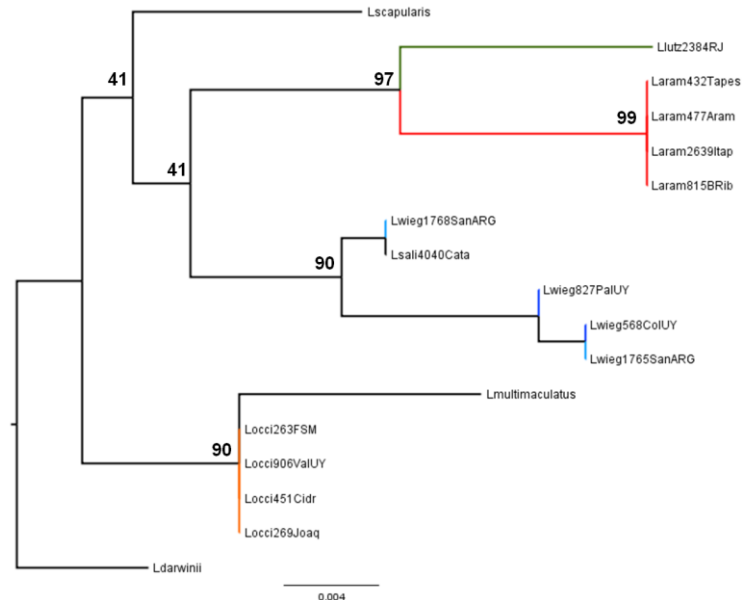 Lscapularis
Llutz2384RJ
41
97
Laram432Tapes
99
Laram477Aram
Laram2639Itap
41
Laram815BRib
Lwieg1768SanARG
90
Lsali4040Cata
Lwieg827PalUY
Lwieg568ColUY
Lwieg1765SanARG
Lmultimaculatus
Locci263FSM
90
Locci906ValUY
Locci451Cidr
Locci269Joaq
Ldarwinii
0.004